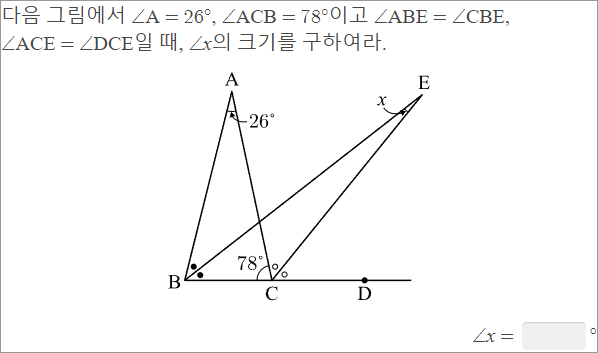 다음 그림에서 ∠A = 26°, ∠ACB = 78°이고 ∠ABE = ∠CBE,
∠ACE = ∠DCE일 때, ∠x의 크기를 구하여라.
A
E
x
26°
78°
B
C
D
∠x = °